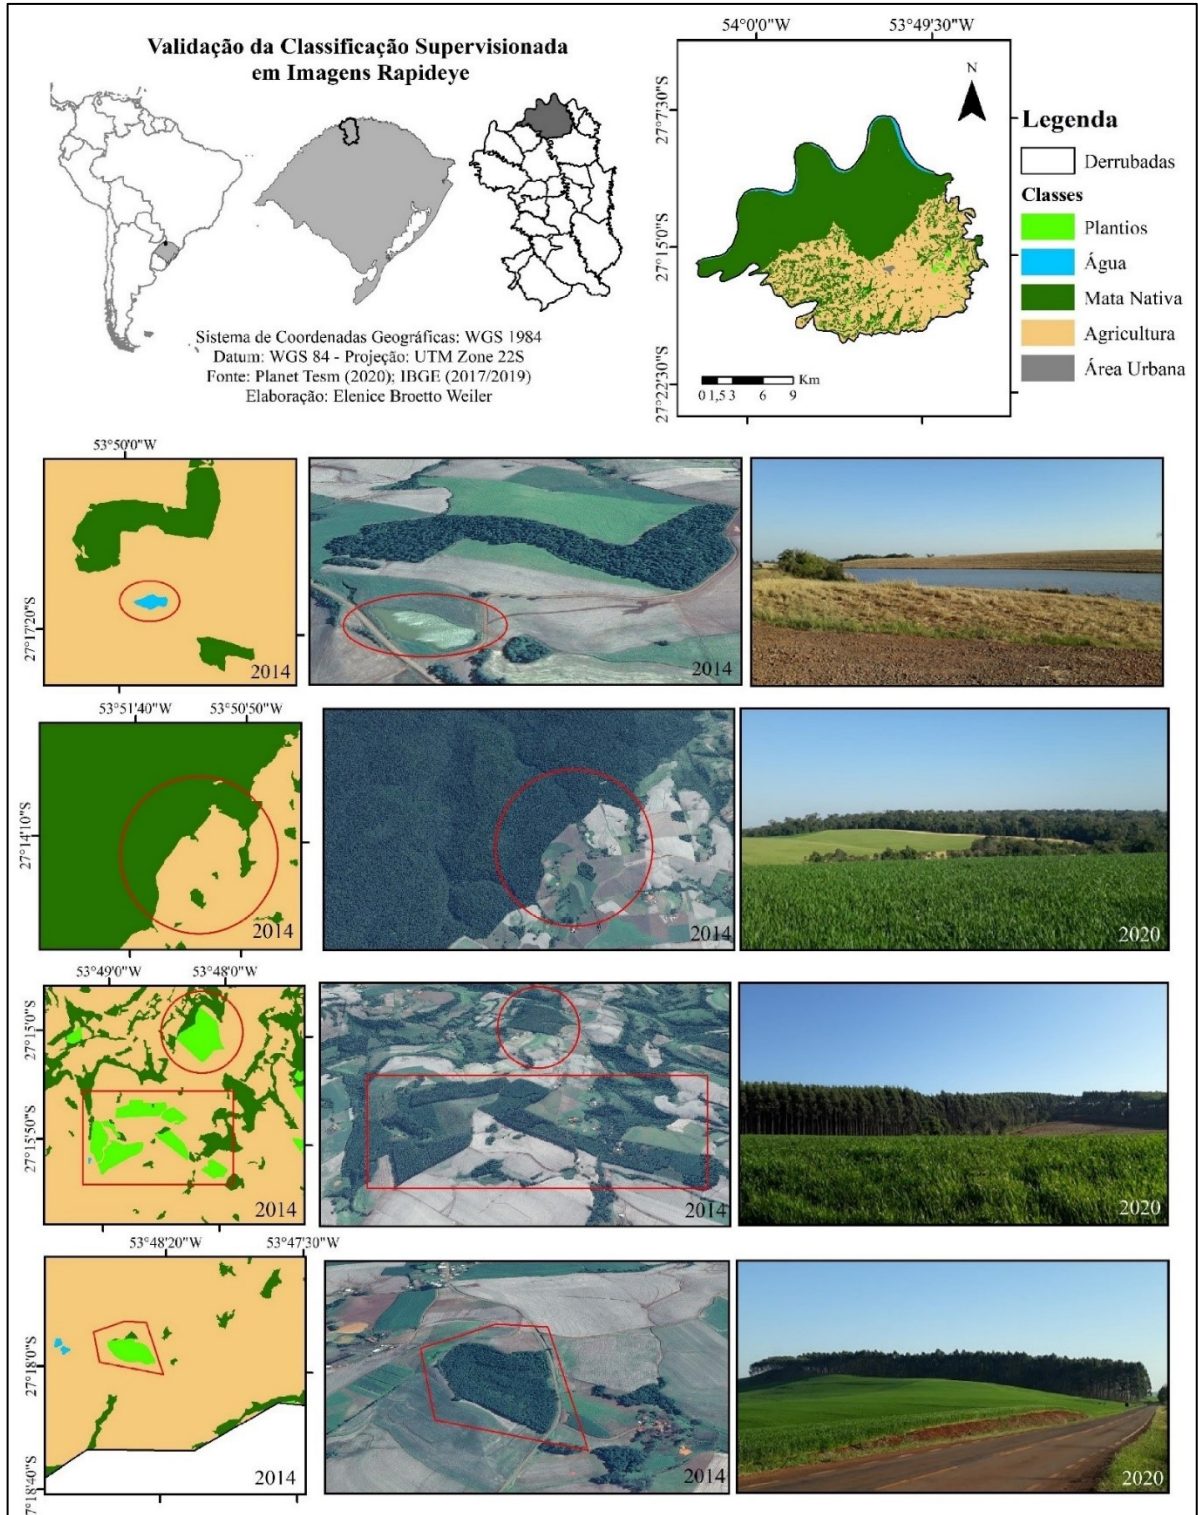 Validação da Classificação Supervisionada
em Imagens Rapideye
Sistema de Coordenadas Geográficas: WGS 1984
Datum: WGS 84 - Projeção: UTM Zone 22S
Fonte: Planet Tesm (2020); IBGE (2017/2019)
Elaboração: Elenice Broetto Weiler
54°0'0"W
53°49'30"W
27°7'30"S
27°15'0"S
27°22'30"S
N
Km
0 1,5 3 6 9
Legenda
Derrubadas
Classes
Plantios
Água
Mata Nativa
Agricultura
Área Urbana
53°50'0"W
27°17'20"S
2014
2014
53°51'40"W
53°50'50"W
27°14'10"S
2014
2014
2020
53°49'0"W
53°48'0"W
27°15'0"S
27°15'50"S
2014
2014
2020
53°48'20"W
53°47'30"W
27°18'0"S
27°18'40"S
2014
2014
2020